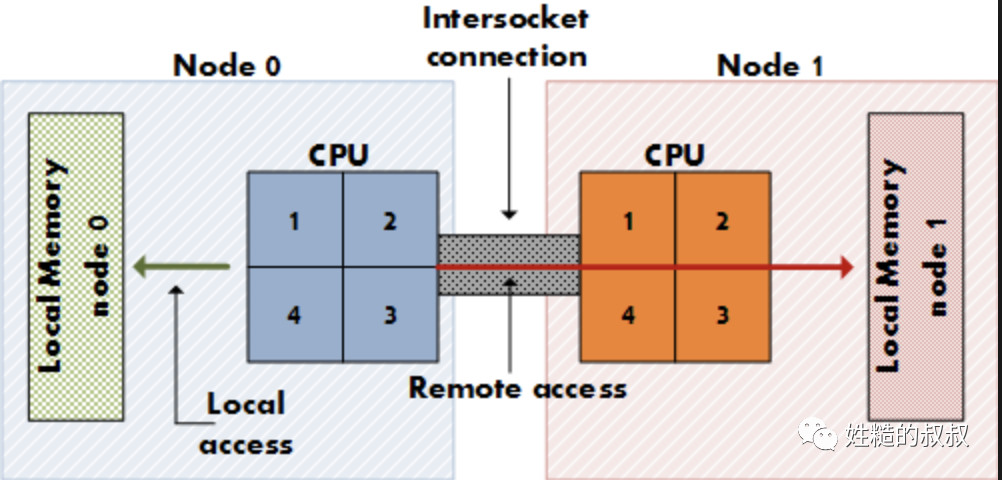 Intersocket
connection
Node 0
Node 1
CPU
CPU
Local Memory
node 0
1
2
4
3
1
2
4
3
Local Memory
node 1
Remote access
Local
access
姓糙的叔叔